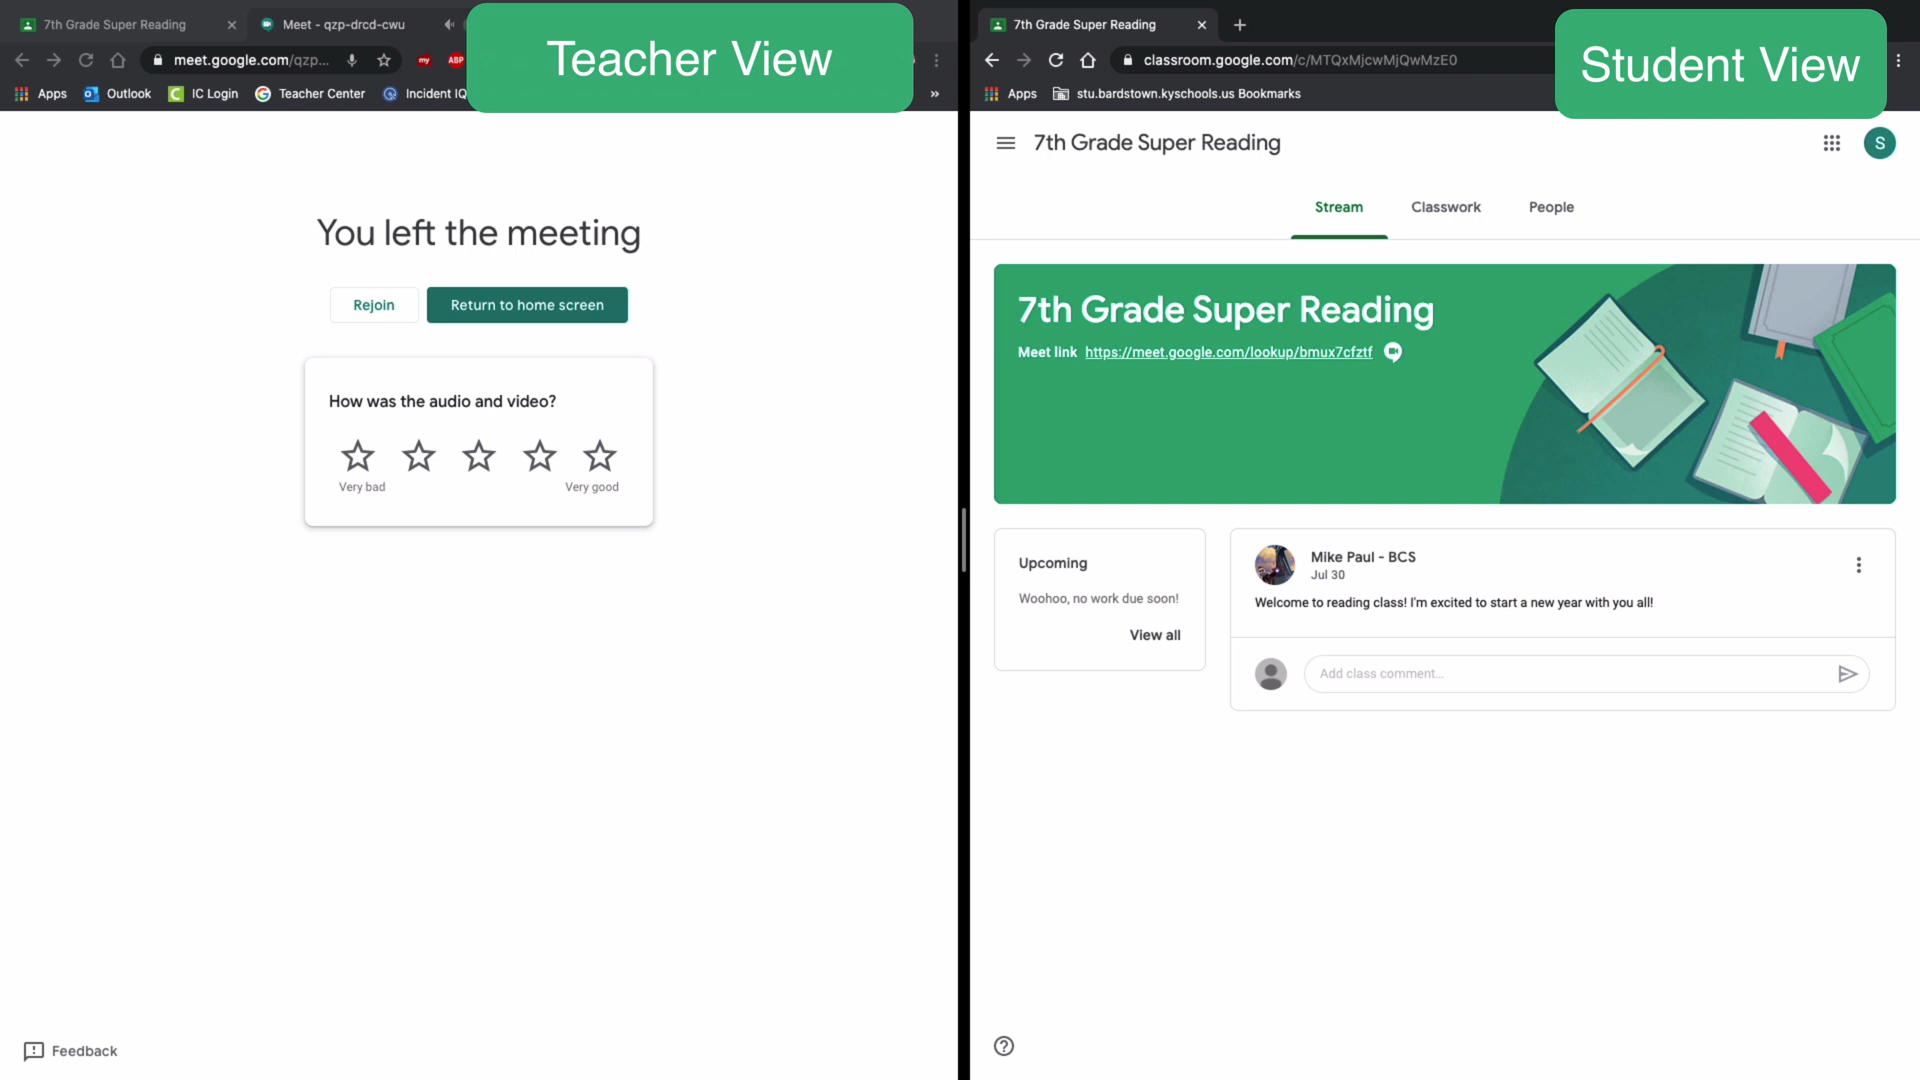 7th Grade Super Reading
Meet - qzp-drcd-cwu
meet.google.com/qzp...
my
ABP
Apps
Outlook
IC Login
Teacher Center
Incident IQ
»
Teacher View
You left the meeting
Rejoin
Return to home screen
How was the audio and video?
Very bad
Very good
Feedback
7th Grade Super Reading
classroom.google.com/c/MTQxMjcwMjQwMzE0
Apps
stu.bardstown.kyschools.us Bookmarks
Student View
7th Grade Super Reading
S
Stream
Classwork
People
7th Grade Super Reading
Meet link https://meet.google.com/lookup/bmux7cfztf
Upcoming
Woohoo, no work due soon!
View all
Mike Paul - BCS
Jul 30
Welcome to reading class! I'm excited to start a new year with you all!
Add class comment...